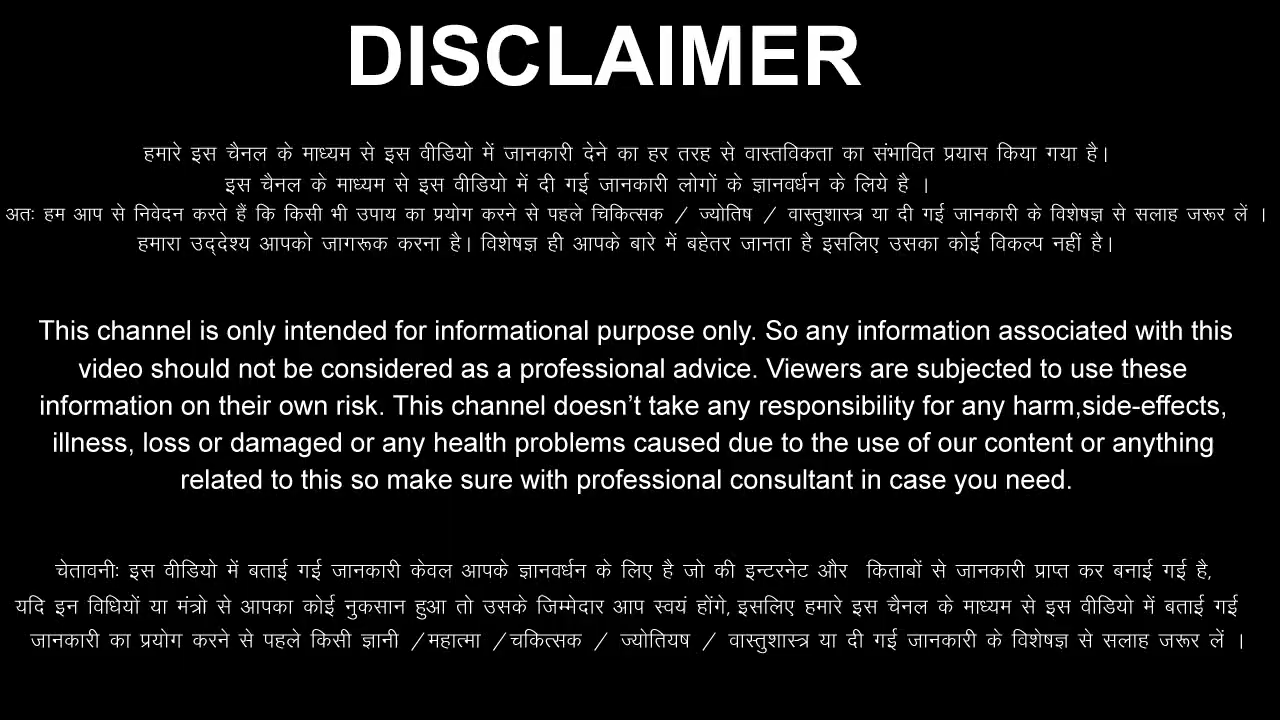 DISCLAIMER
हमारे इस चैनल के माध्यम से इस वीडियो में जानकारी देने का हर तरह से वास्तविकता का संभावित प्रयास किया गया है।
इस चैनल के माध्यम से इस वीडियो में दी गई जानकारी लोगों के ज्ञानवर्धन के लिये है ।
अतः हम आप से निवेदन करते हैं कि किसी भी उपाय का प्रयोग करने से पहले चिकित्सक / ज्योतिष / वास्तुशास्त्र या दी गई जानकारी के विशेषज्ञ से सलाह जरूर लें ।
हमारा उद्देश्य आपको जागरूक करना है। विशेषज्ञ ही आपके बारे में बहेतर जानता है इसलिए उसका कोई विकल्प नहीं है।
This channel is only intended for informational purpose only. So any information associated with this
video should not be considered as a professional advice. Viewers are subjected to use these
information on their own risk. This channel doesn’t take any responsibility for any harm,side-effects,
illness, loss or damaged or any health problems caused due to the use of our content or anything
related to this so make sure with professional consultant in case you need.
चेतावनीः इस वीडियो में बताई गई जानकारी केवल आपके ज्ञानवर्धन के लिए है जो की इन्टरनेट और किताबों से जानकारी प्राप्त कर बनाई गई है,
यदि इन विधियों या मंत्रो से आपका कोई नुकसान हुआ तो उसके जिम्मेदार आप स्वयं होंगे, इसलिए हमारे इस चैनल के माध्यम से इस वीडियो में बताई गई
जानकारी का प्रयोग करने से पहले किसी ज्ञानी /महात्मा /चकित्सक / ज्योतियष / वास्तुशास्त्र या दी गई जानकारी के विशेषज्ञ से सलाह जरूर लें ।